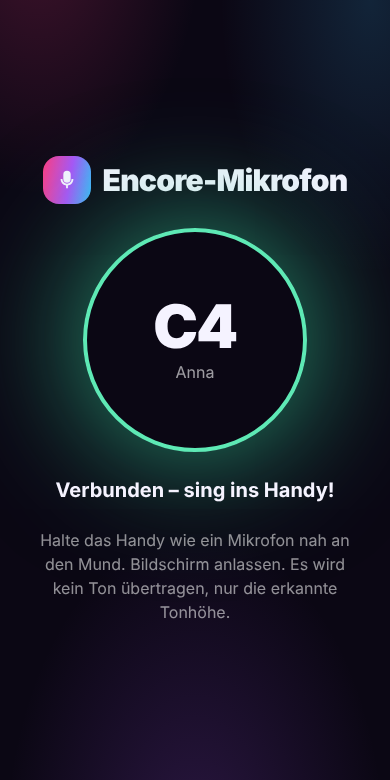 Encore-Mikrofon
C4
Anna
Verbunden – sing ins Handy!
Halte das Handy wie ein Mikrofon nah an
den Mund. Bildschirm anlassen. Es wird
kein Ton übertragen, nur die erkannte
Tonhöhe.